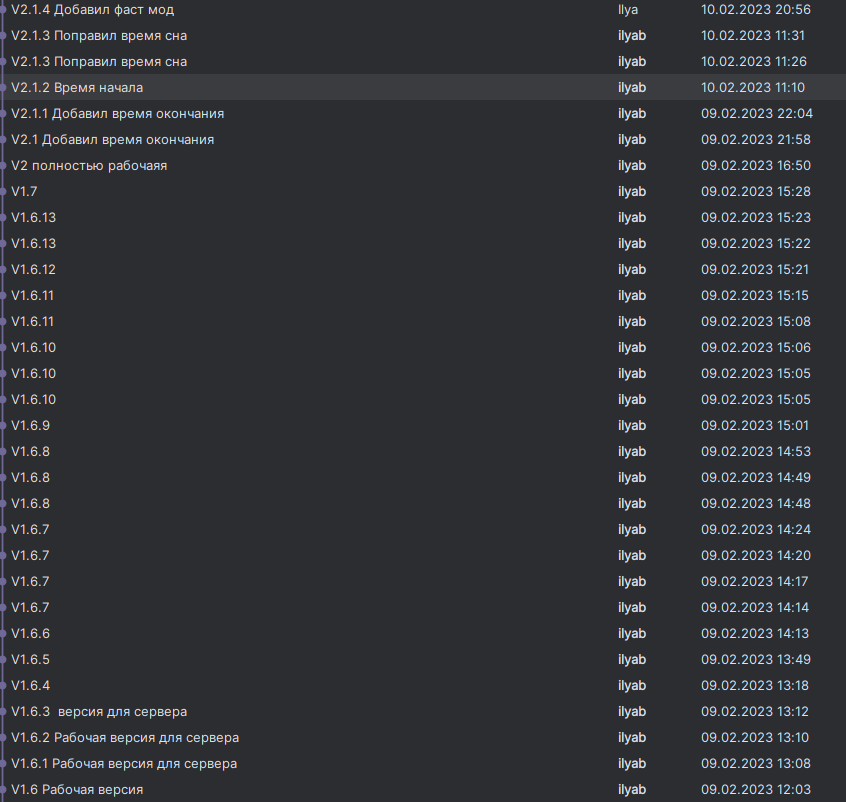 V2.1.4 Добавил фаст мод Ilya 10.02.2023 20:56
V2.1.3 Поправил время сна ilyab 10.02.2023 11:31
V2.1.3 Поправил время сна ilyab 10.02.2023 11:26
V2.1.2 Время начала ilyab 10.02.2023 11:10
V2.1.1 Добавил время окончания ilyab 09.02.2023 22:04
V2.1 Добавил время окончания ilyab 09.02.2023 21:58
V2 полностью рабочаяя ilyab 09.02.2023 16:50
V1.7 ilyab 09.02.2023 15:28
V1.6.13 ilyab 09.02.2023 15:23
V1.6.13 ilyab 09.02.2023 15:22
V1.6.12 ilyab 09.02.2023 15:21
V1.6.11 ilyab 09.02.2023 15:15
V1.6.11 ilyab 09.02.2023 15:08
V1.6.10 ilyab 09.02.2023 15:06
V1.6.10 ilyab 09.02.2023 15:05
V1.6.10 ilyab 09.02.2023 15:05
V1.6.9 ilyab 09.02.2023 15:01
V1.6.8 ilyab 09.02.2023 14:53
V1.6.8 ilyab 09.02.2023 14:49
V1.6.8 ilyab 09.02.2023 14:48
V1.6.7 ilyab 09.02.2023 14:24
V1.6.7 ilyab 09.02.2023 14:20
V1.6.7 ilyab 09.02.2023 14:17
V1.6.7 ilyab 09.02.2023 14:14
V1.6.6 ilyab 09.02.2023 14:13
V1.6.5 ilyab 09.02.2023 13:49
V1.6.4 ilyab 09.02.2023 13:18
V1.6.3 версия для сервера ilyab 09.02.2023 13:12
V1.6.2 Рабочая версия для сервера ilyab 09.02.2023 13:10
V1.6.1 Рабочая версия для сервера ilyab 09.02.2023 13:08
V1.6 Рабочая версия ilyab 09.02.2023 12:03